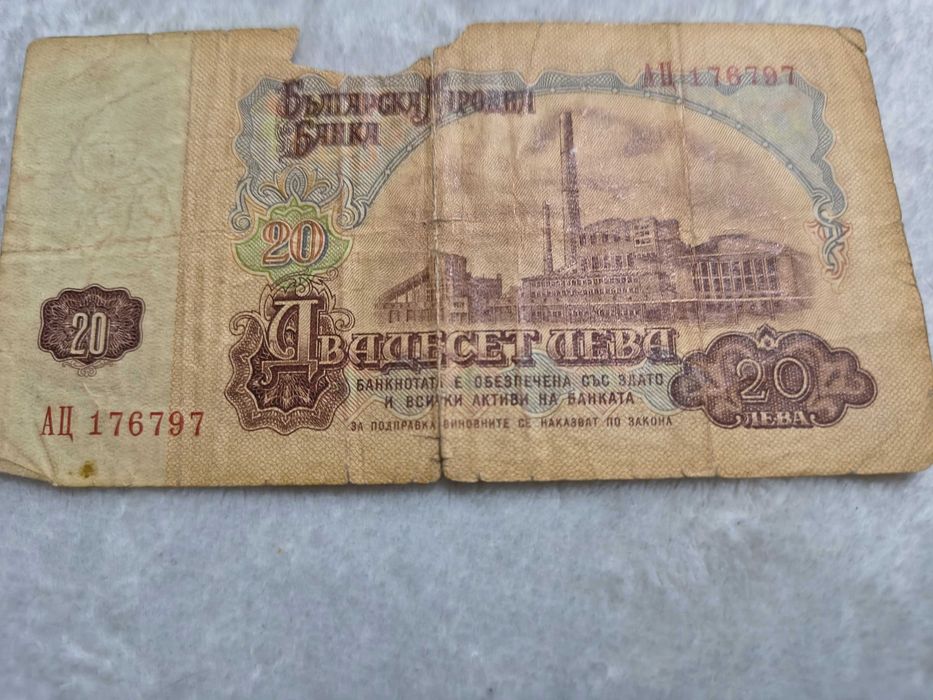 АЦ 176797
Българска Народна
Банка
20
20
Двадесет лева
20
ЛЕВА
БАНКНОТАТА Е ОБЕЗПЕЧЕНА СЪС ЗЛАТО
И ВСИЧКИ АКТИВИ НА БАНКАТА
ЗА ПОДПРАВКА ВИНОВНИТЕ СЕ НАКАЗВАТ ПО ЗАКОНА
АЦ 176797